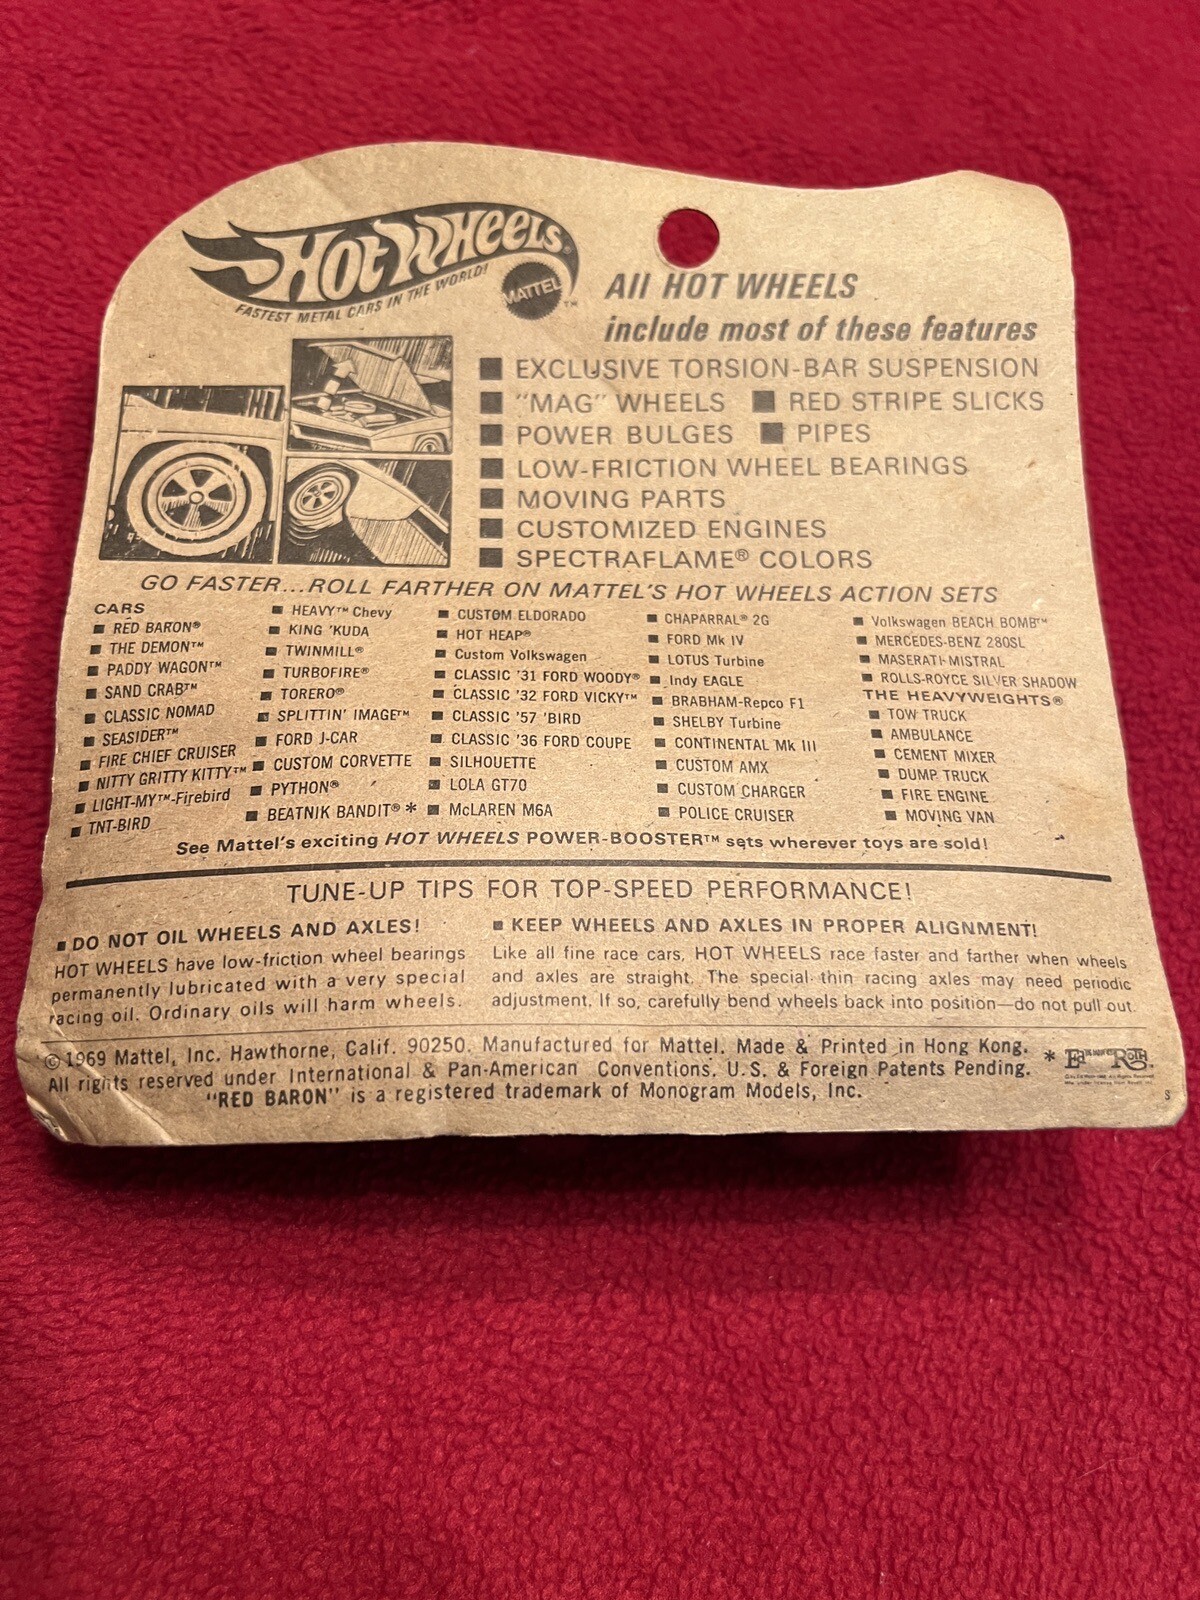 HOT WHEELS®
FASTEST METAL CARS IN THE WORLD!
MATTEL™
All HOT WHEELS
include most of these features
■ EXCLUSIVE TORSION-BAR SUSPENSION
■ "MAG" WHEELS ■ RED STRIPE SLICKS
■ POWER BULGES ■ PIPES
■ LOW-FRICTION WHEEL BEARINGS
■ MOVING PARTS
■ CUSTOMIZED ENGINES
■ SPECTRAFLAME® COLORS
GO FASTER...ROLL FARTHER ON MATTEL'S HOT WHEELS ACTION SETS
CARS
■ RED BARON®
■ THE DEMON™
■ PADDY WAGON™
■ SAND CRAB™
■ CLASSIC NOMAD
■ SEASIDER™
■ FIRE CHIEF CRUISER
■ NITTY GRITTY KITTY™
■ LIGHT-MY™-Firebird
■ TNT-BIRD
■ HEAVY™ Chevy
■ KING 'KUDA
■ TWINMILL®
■ TURBOFIRE®
■ TORERO®
■ SPLITTIN' IMAGE™
■ FORD J-CAR
■ CUSTOM CORVETTE
■ PYTHON®
■ BEATNIK BANDIT® *
■ CUSTOM ELDORADO
■ HOT HEAP®
■ Custom Volkswagen
■ CLASSIC '31 FORD WOODY®
■ CLASSIC '32 FORD VICKY™
■ CLASSIC '57 'BIRD
■ CLASSIC '36 FORD COUPE
■ SILHOUETTE
■ LOLA GT70
■ McLAREN M6A
■ CHAPARRAL® 2G
■ FORD Mk IV
■ LOTUS Turbine
■ Indy EAGLE
■ BRABHAM-Repco F1
■ SHELBY Turbine
■ CONTINENTAL Mk III
■ CUSTOM AMX
■ CUSTOM CHARGER
■ POLICE CRUISER
■ Volkswagen BEACH BOMB™
■ MERCEDES-BENZ 280SL
■ MASERATI MISTRAL
■ ROLLS-ROYCE SILVER SHADOW
THE HEAVYWEIGHTS®
■ TOW TRUCK
■ AMBULANCE
■ CEMENT MIXER
■ DUMP TRUCK
■ FIRE ENGINE
■ MOVING VAN
See Mattel's exciting HOT WHEELS POWER-BOOSTER™ sets wherever toys are sold!
TUNE-UP TIPS FOR TOP-SPEED PERFORMANCE!
■ DO NOT OIL WHEELS AND AXLES!
HOT WHEELS have low-friction wheel bearings
permanently lubricated with a very special
racing oil. Ordinary oils will harm wheels.
■ KEEP WHEELS AND AXLES IN PROPER ALIGNMENT!
Like all fine race cars, HOT WHEELS race faster and farther when wheels
and axles are straight. The special thin racing axles may need periodic
adjustment. If so, carefully bend wheels back into position—do not pull out.
© 1969 Mattel, Inc. Hawthorne, Calif. 90250. Manufactured for Mattel. Made & Printed in Hong Kong.
All rights reserved under International & Pan-American Conventions. U.S. & Foreign Patents Pending.
"RED BARON" is a registered trademark of Monogram Models, Inc.
* Ed Roth
S